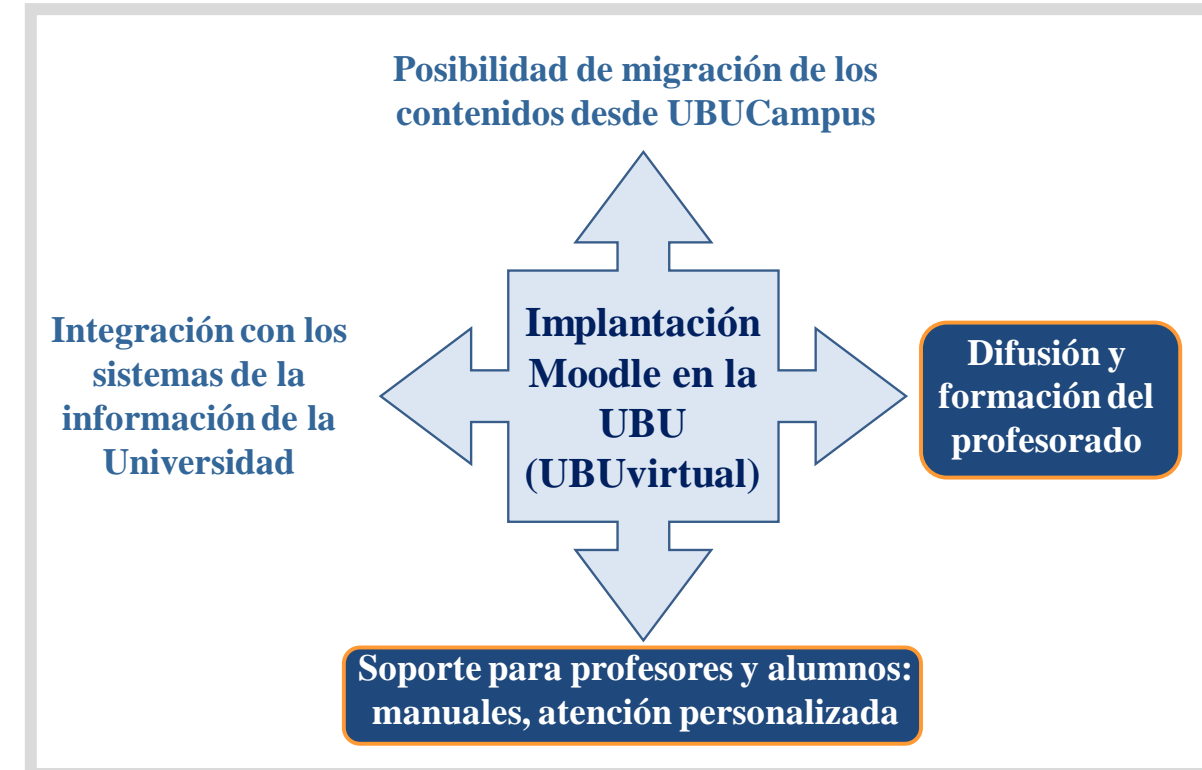 Posibilidad de migración de los
contenidos desde UBUCampus
Integración con los
sistemas de la
información de la
Universidad
Implantación
Moodle en la
UBU
(UBUvirtual)
Difusión y
formación del
profesorado
Soporte para profesores y alumnos:
manuales, atención personalizada